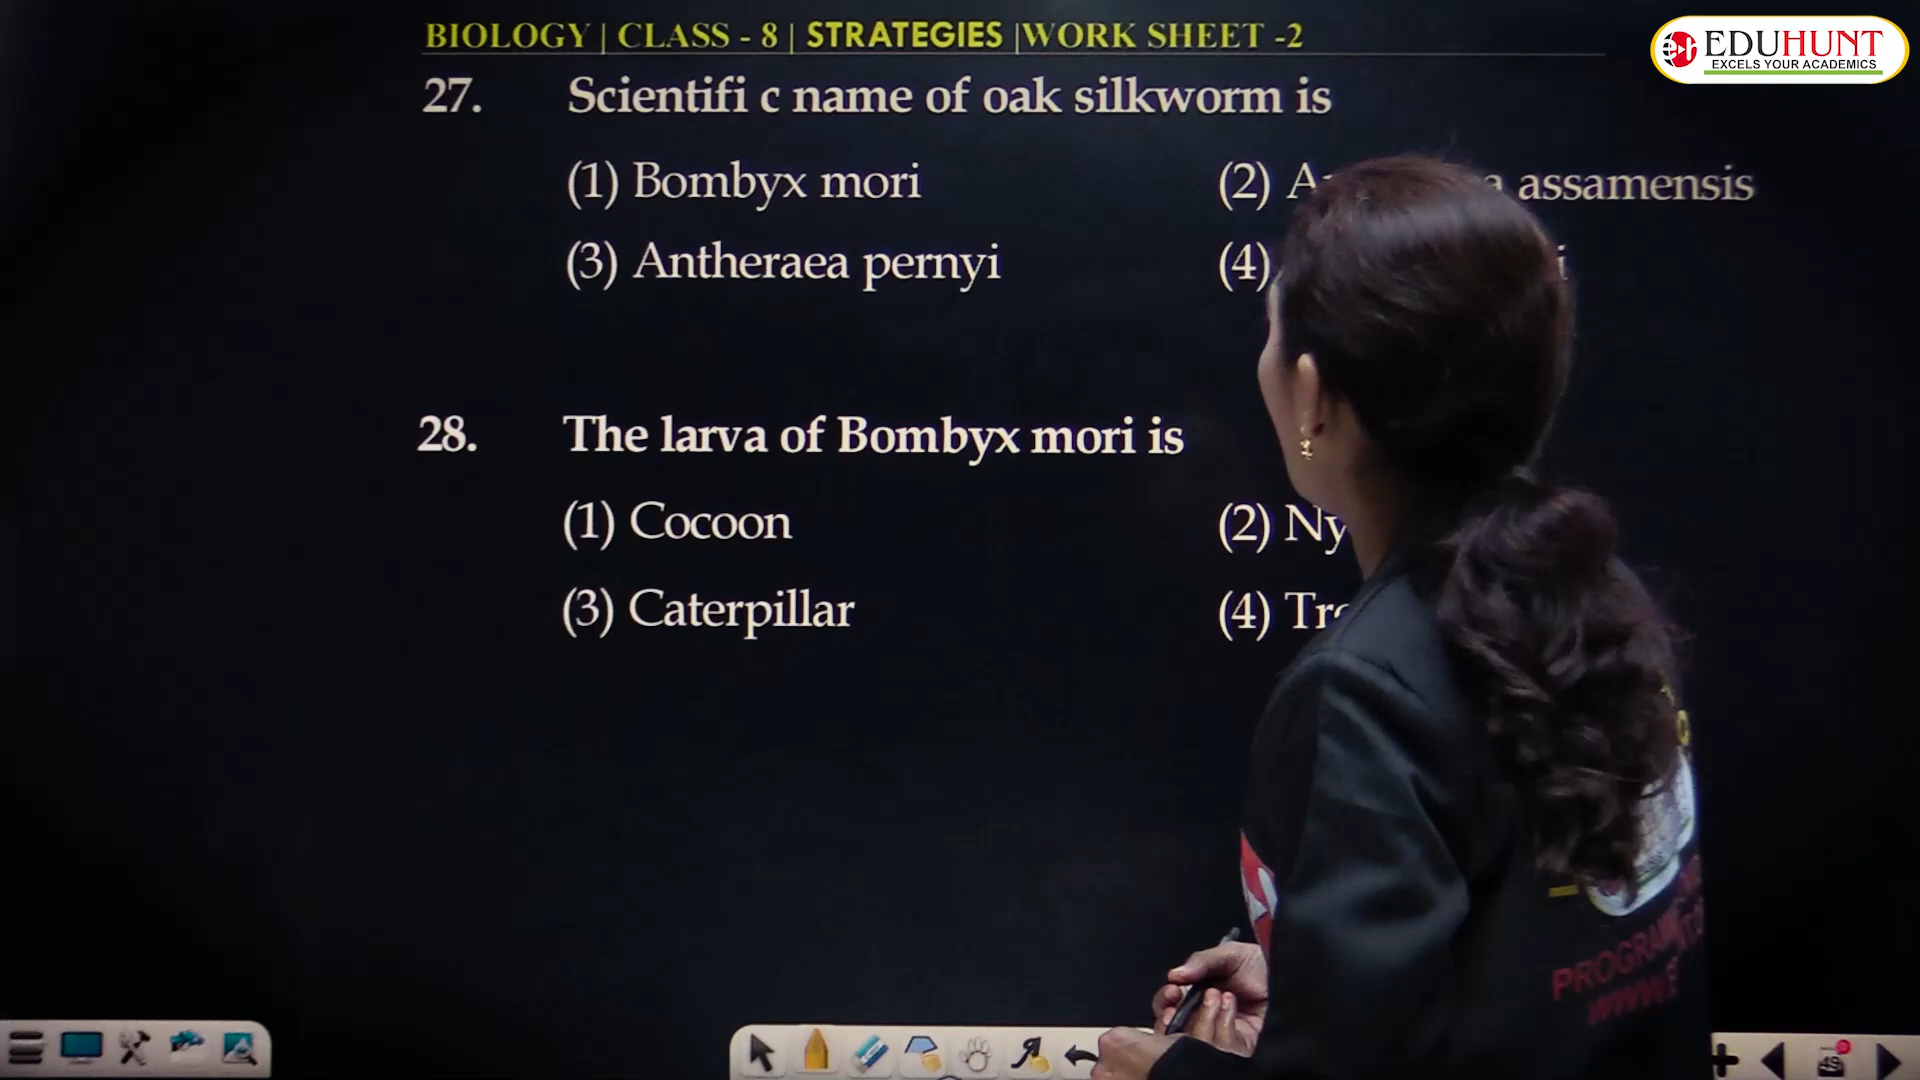 BIOLOGY | CLASS - 8 | STRATEGIES |WORK SHEET -2
EDUHUNT
EXCELS YOUR ACADEMICS
27. Scientifi c name of oak silkworm is
(1) Bombyx mori (2) assamensis
(3) Antheraea pernyi (4)
28. The larva of Bombyx mori is
(1) Cocoon (2)
(3) Caterpillar (4)
49